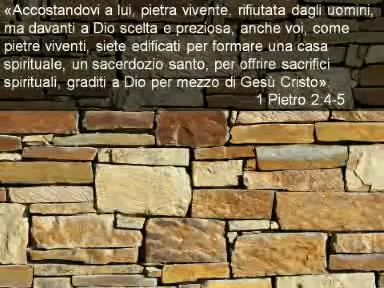 «Accostandovi a lui, pietra vivente, rifiutata dagli uomini,
ma davanti a Dio scelta e preziosa, anche voi, come
pietre viventi, siete edificati per formare una casa
spirituale, un sacerdozio santo, per offrire sacrifici
spirituali, graditi a Dio per mezzo di Gesù Cristo»
1 Pietro 2:4-5